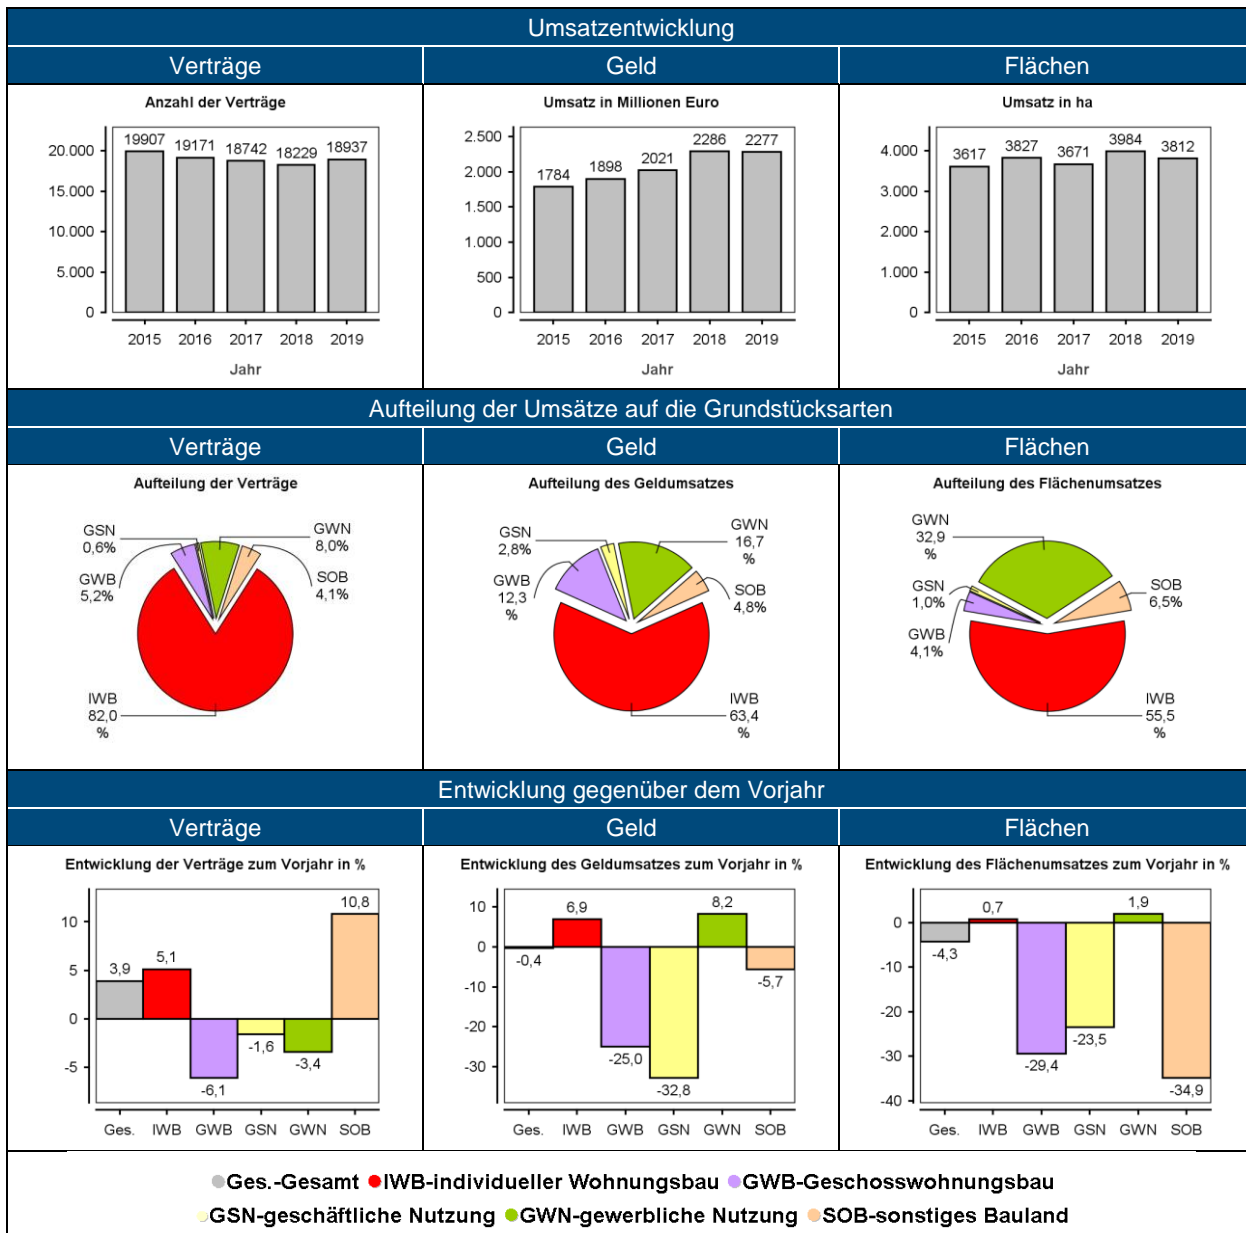 Umsatzentwicklung
Verträge
Geld
Flächen
Anzahl der Verträge
20.000
15.000
10.000
5.000
0
19907
19171
18742
18229
18937
2015
2016
2017
2018
2019
Jahr
Umsatz in Millionen Euro
2.500
2.000
1.500
1.000
500
0
1784
1898
2021
2286
2277
2015
2016
2017
2018
2019
Jahr
Umsatz in ha
4.000
3.000
2.000
1.000
0
3617
3827
3671
3984
3812
2015
2016
2017
2018
2019
Jahr
Aufteilung der Umsätze auf die Grundstücksarten
Verträge
Geld
Flächen
Aufteilung der Verträge
GSN
0,6%
GWN
8,0%
GWB
5,2%
SOB
4,1%
IWB
82,0
%
Aufteilung des Geldumsatzes
GSN
2,8%
GWN
16,7
%
GWB
12,3
%
SOB
4,8%
IWB
63,4
%
Aufteilung des Flächenumsatzes
GWN
32,9
%
GSN
1,0%
SOB
6,5%
GWB
4,1%
IWB
55,5
%
Entwicklung gegenüber dem Vorjahr
Verträge
Geld
Flächen
Entwicklung der Verträge zum Vorjahr in %
10
5
0
-5
3,9
5,1
-6,1
-1,6
-3,4
10,8
Ges.
IWB
GWB
GSN
GWN
SOB
Entwicklung des Geldumsatzes zum Vorjahr in %
10
0
-10
-20
-30
-0,4
6,9
-25,0
-32,8
8,2
-5,7
Ges.
IWB
GWB
GSN
GWN
SOB
Entwicklung des Flächenumsatzes zum Vorjahr in %
0
-10
-20
-30
-40
-4,3
0,7
-29,4
-23,5
1,9
-34,9
Ges.
IWB
GWB
GSN
GWN
SOB
Ges.-Gesamt IWB-individueller Wohnungsbau GWB-Geschosswohnungsbau
GSN-geschäftliche Nutzung GWN-gewerbliche Nutzung SOB-sonstiges Bauland